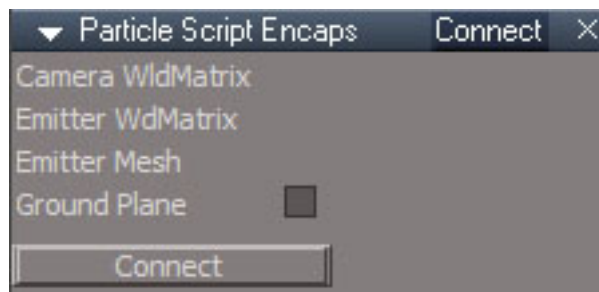 Particle Script Encaps Connect
Camera WldMatrix
Emitter WdMatrix
Emitter Mesh
Ground Plane
Connect